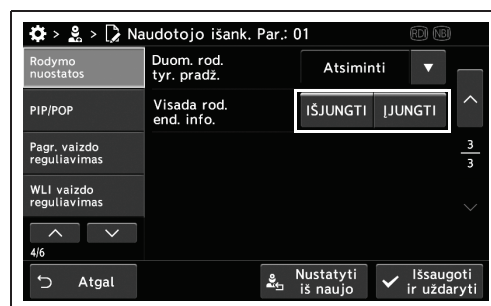 > > Naudotojo išank. Par.: 01 RDI NBI
Rodymo
nuostatos
PIP/POP
Pagr. vaizdo
reguliavimas
WLI vaizdo
reguliavimas
4/6
Duom. rod.
tyr. pradž.
Atsiminti
Visada rod.
end. info.
IŠJUNGTI ĮJUNGTI
3
3
Atgal
Nustatyti
iš naujo
Išsaugoti
ir uždaryti